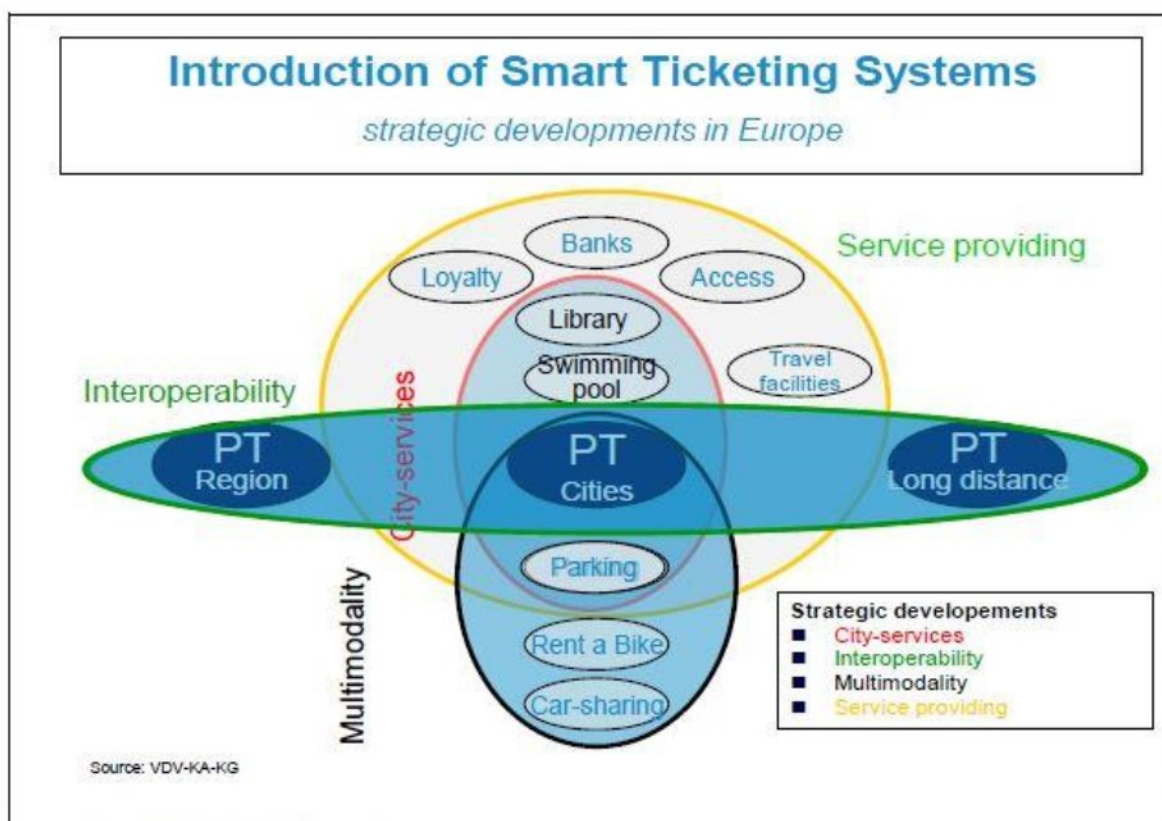 Introduction of Smart Ticketing Systems
strategic developments in Europe
Banks
Service providing
Loyalty
Access
Library
Swimming
pool
Travel
facilities
Interoperability
City-services
PT
Region
PT
Cities
PT
Long distance
Multimodality
Parking
Rent a Bike
Car-sharing
Strategic developements
City-services
Interoperability
Multimodality
Service providing
Source: VDV-KA-KG